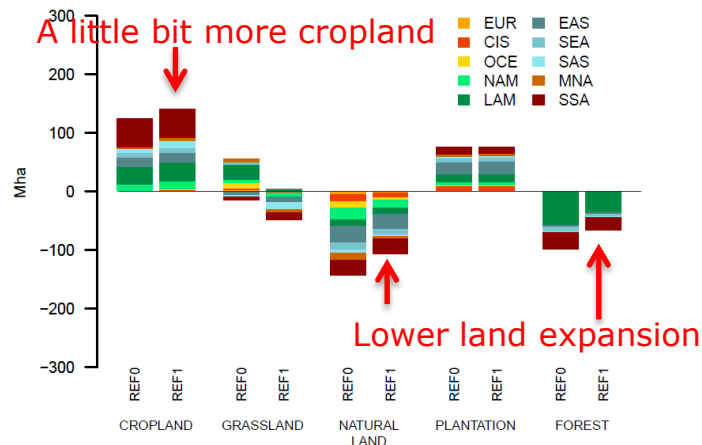 300
200
100
0
−100
−200
−300
Mha
A little bit more cropland
EUR
CIS
OCE
NAM
LAM
EAS
SEA
SAS
MNA
SSA
Lower land expansion
REF0
REF1
REF0
REF1
REF0
REF1
REF0
REF1
REF0
REF1
CROPLAND
GRASSLAND
NATURAL
LAND
PLANTATION
FOREST